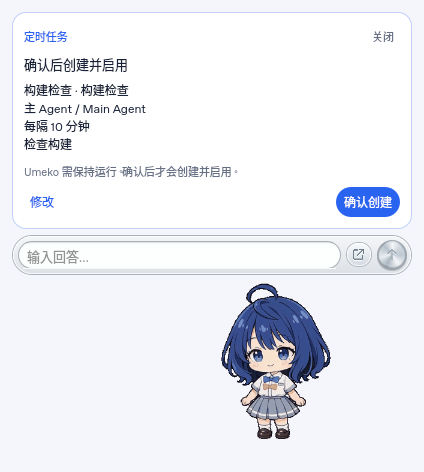 定时任务
关闭
确认后创建并启用
构建检查 · 构建检查
主 Agent / Main Agent
每隔 10 分钟
检查构建
Umeko 需保持运行 ·确认后才会创建并启用。
修改
确认创建
输入回答...